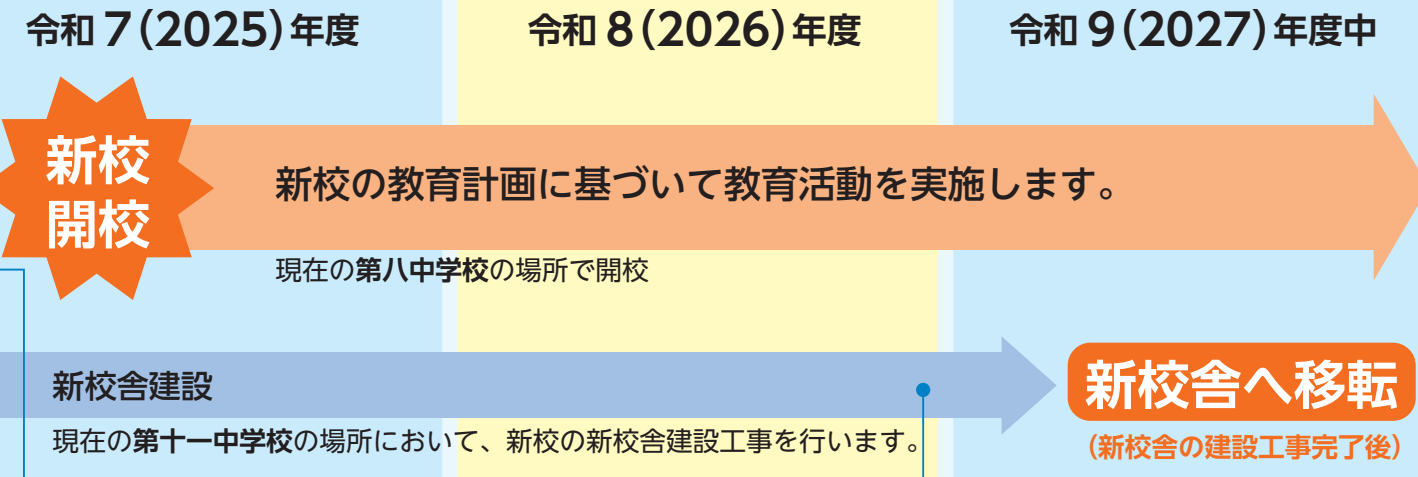 令和7(2025)年度
令和8(2026)年度
令和9(2027)年度中
新校
開校
新校の教育計画に基づいて教育活動を実施します。
現在の第八中学校の場所で開校
新校舎建設
現在の第十一中学校の場所において、新校の新校舎建設工事を行います。
新校舎へ移転
(新校舎の建設工事完了後)